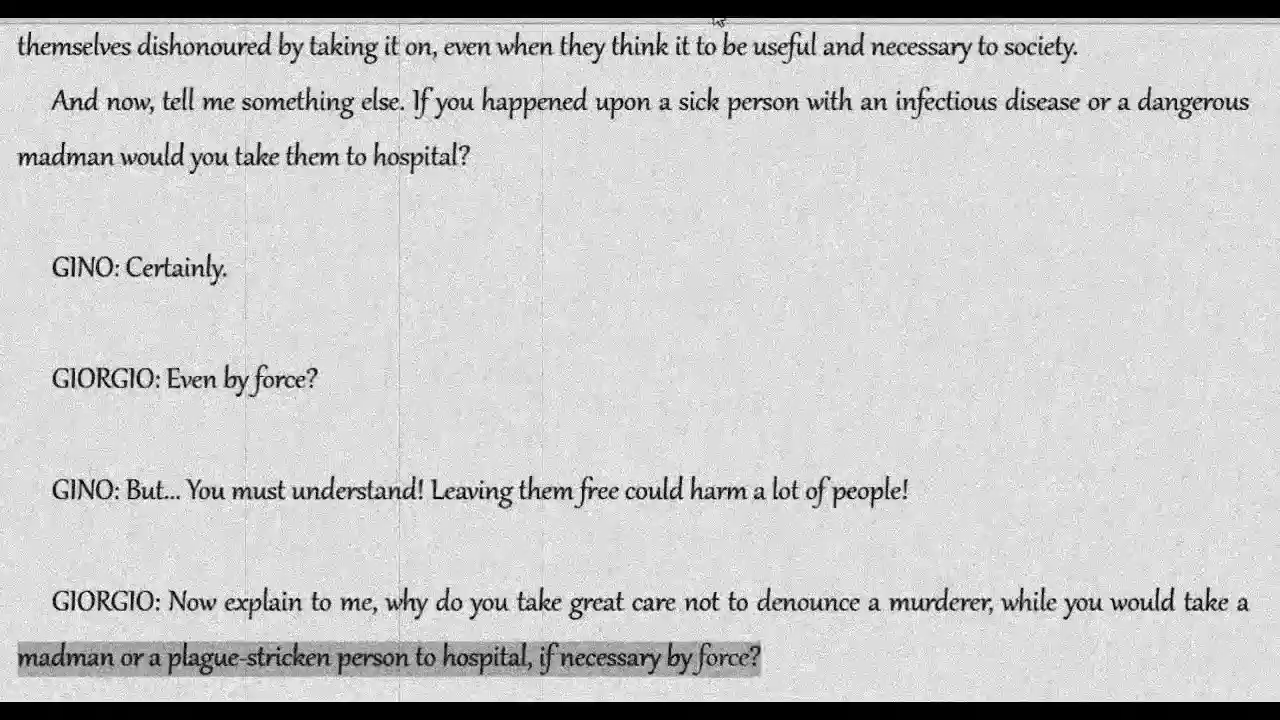 themselves dishonoured by taking it on, even when they think it to be useful and necessary to society.
And now, tell me something else. If you happened upon a sick person with an infectious disease or a dangerous
madman would you take them to hospital?
GINO: Certainly.
GIORGIO: Even by force?
GINO: But... You must understand! Leaving them free could harm a lot of people!
GIORGIO: Now explain to me, why do you take great care not to denounce a murderer, while you would take a
madman or a plague-stricken person to hospital, if necessary by force?